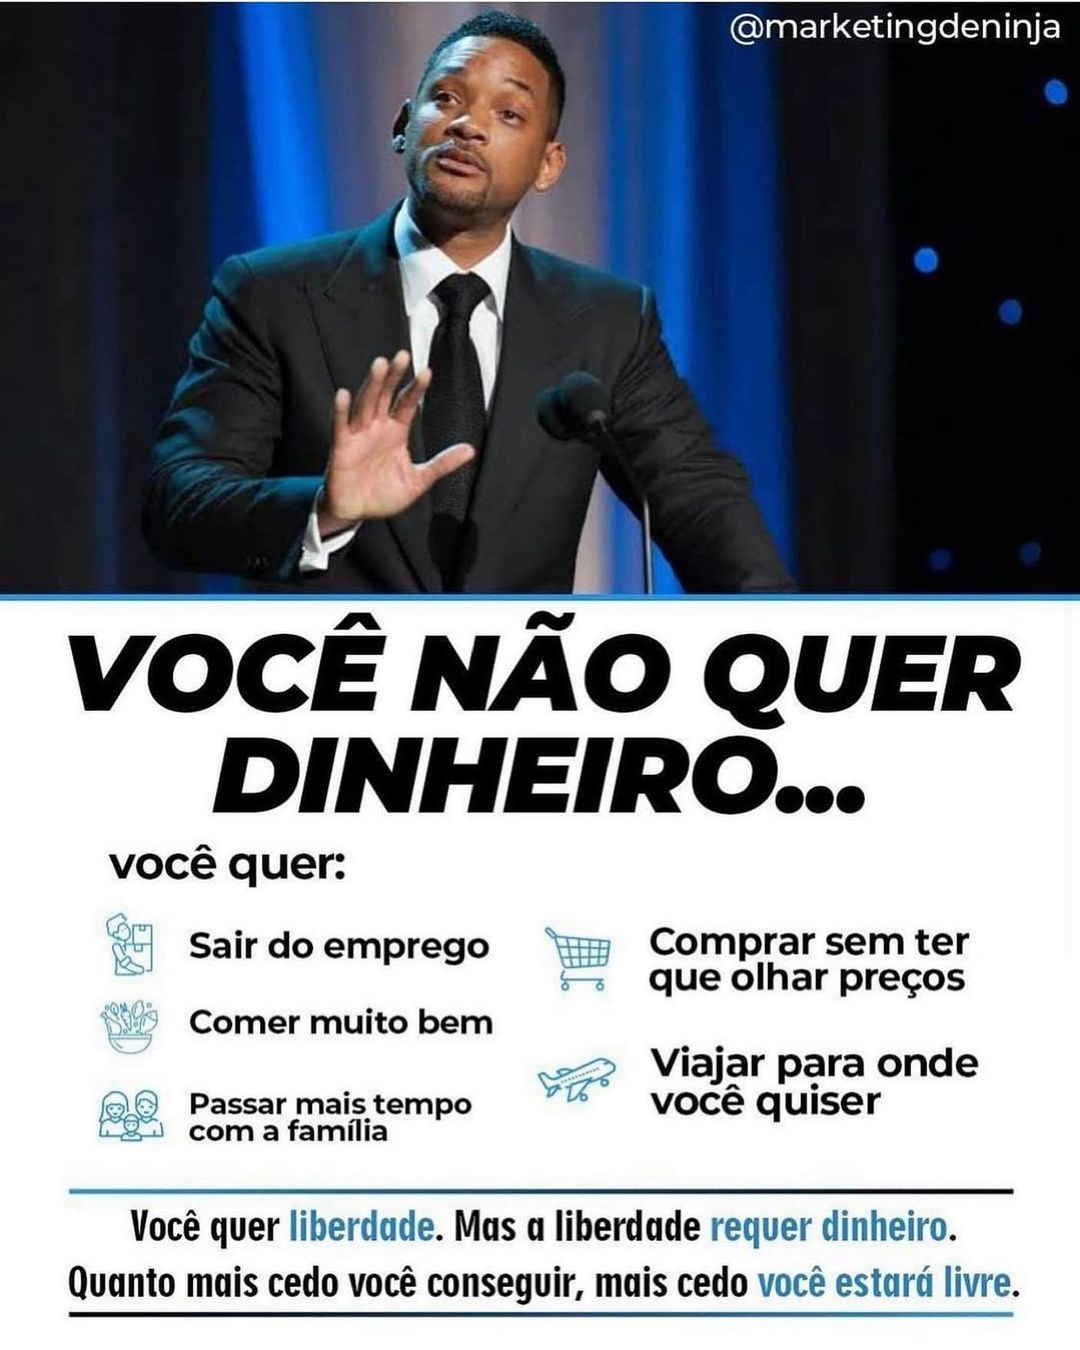 @marketingdeninja
VOCÊ NÃO QUER
DINHEIRO...
você quer:
Sair do emprego
Comer muito bem
Passar mais tempo
com a família
Comprar sem ter
que olhar preços
Viajar para onde
você quiser
Você quer liberdade. Mas a liberdade requer dinheiro.
Quanto mais cedo você conseguir, mais cedo você estará livre.